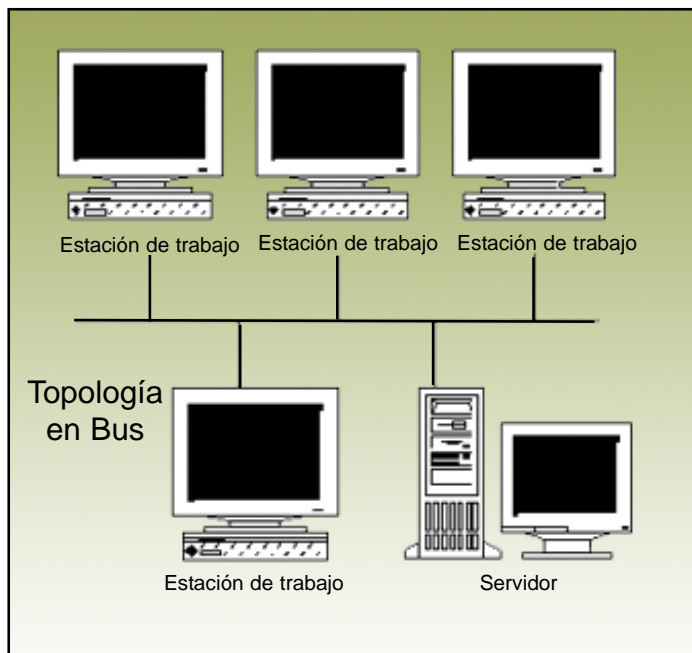 Estación de trabajo
Estación de trabajo
Estación de trabajo
Topología
en Bus
Estación de trabajo
Servidor